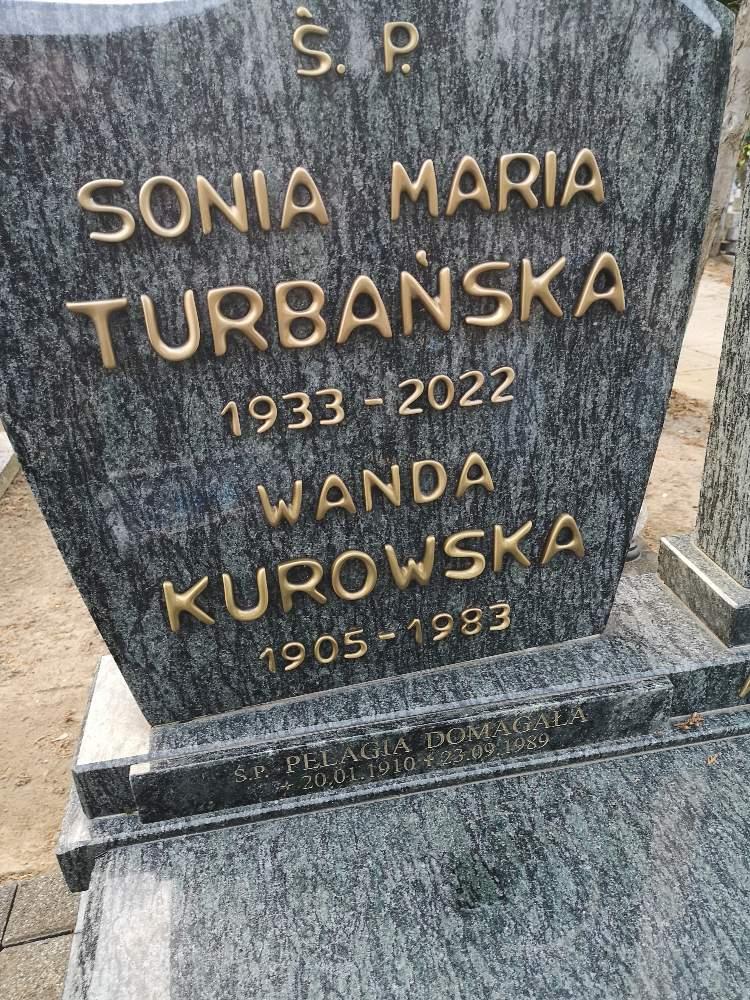 Ś. P.
SONIA MARIA
TURBAŃSKA
1933 - 2022
WANDA
KUROWSKA
1905 - 1983
Ś.P. PELAGIA DOMAGAŁA
+ 20.01.1910 + 23.09.1989